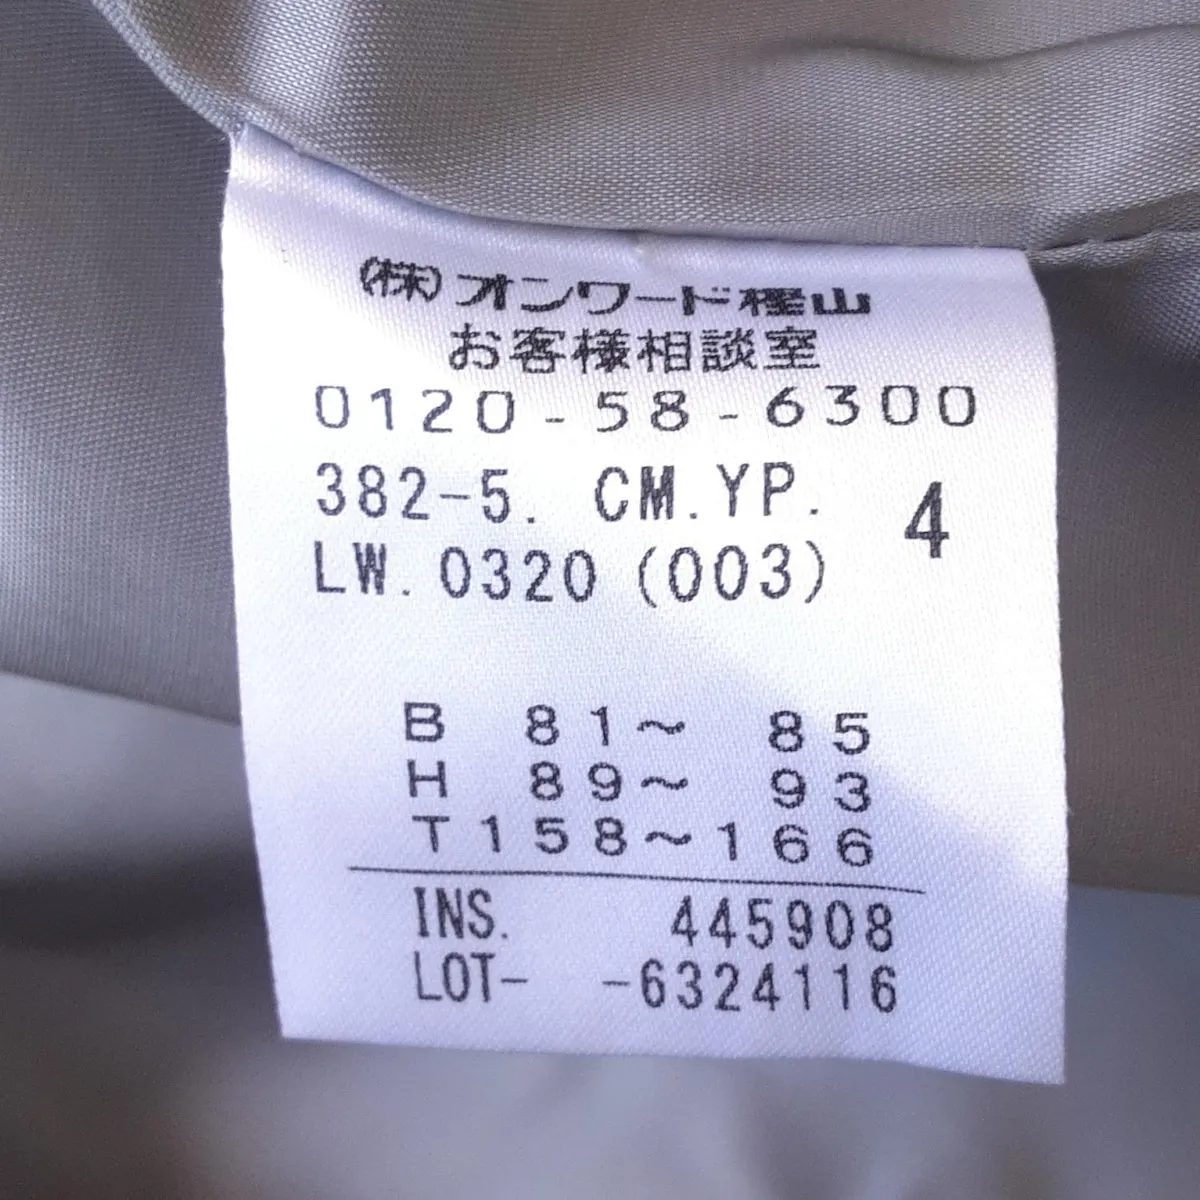 (株)オンワード樫山
お客様相談室
0120-58-6300
382-5. CM.YP. 4
LW.0320(003)
B 81～ 85
H 89～ 93
T158～166
INS. 445908
LOT- -6324116